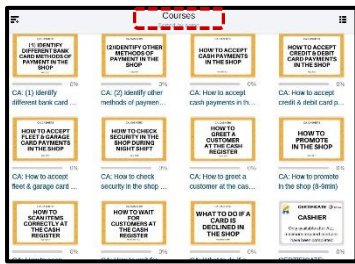 Courses
(1) IDENTIFY
DIFFERENT BANK
CARD METHODS OF
PAYMENT IN THE
SHOP
0%
CA: (1) Identify
different bank card ...
(2) IDENTIFY OTHER
METHODS OF
PAYMENT IN THE
SHOP
0%
CA: (2) Identify other
methods of paymen...
HOW TO ACCEPT
CASH PAYMENTS
IN THE SHOP
0%
CA: How to accept
cash payments in th...
HOW TO ACCEPT
CREDIT & DEBIT
CARD PAYMENTS
IN THE SHOP
0%
CA: How to accept
credit & debit card p...
HOW TO ACCEPT
FLEET & GARAGE
CARD PAYMENTS
IN THE SHOP
0%
CA: How to accept
fleet & garage card ...
HOW TO CHECK
SECURITY IN THE
SHOP DURING
NIGHT SHIFT
0%
CA: How to check
security in the shop ...
HOW TO
GREET A
CUSTOMER
AT THE CASH
REGISTER
0%
CA: How to greet a
customer at the cas...
HOW TO
PROMOTE
IN THE SHOP
0%
CA: How to promote
in the shop (8-9min)
HOW TO
SCAN ITEMS
CORRECTLY AT
THE CASH
REGISTER
HOW TO WAIT
FOR
CUSTOMERS AT
THE CASH
REGISTER
WHAT TO DO IF A
CARD IS
DECLINED IN
THE SHOP
CERTIFICATE
CASHIER